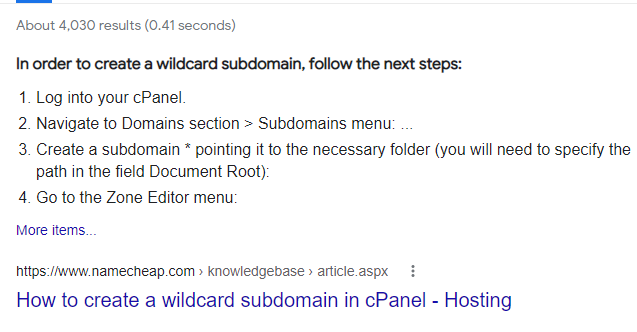 About 4,030 results (0.41 seconds)
In order to create a wildcard subdomain, follow the next steps:
1. Log into your cPanel.
2. Navigate to Domains section > Subdomains menu: ...
3. Create a subdomain * pointing it to the necessary folder (you will need to specify the
path in the field Document Root):
4. Go to the Zone Editor menu:
More items...
https://www.namecheap.com › knowledgebase › article.aspx
How to create a wildcard subdomain in cPanel - Hosting